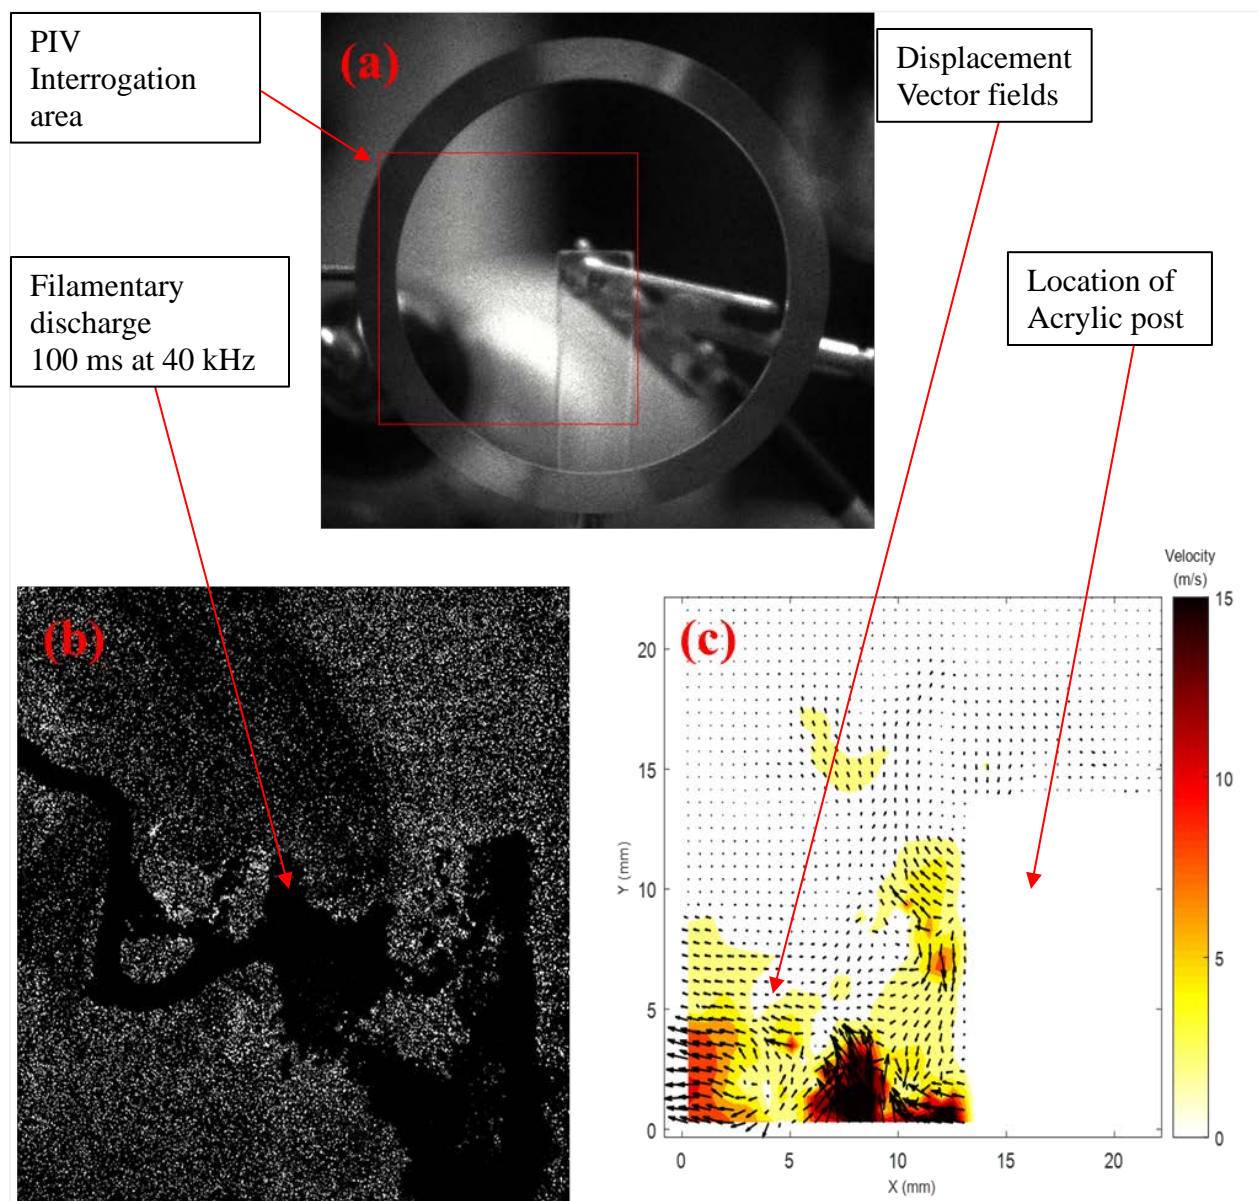 PIV
Interrogation
area
(a)
Displacement
Vector fields
Filamentary
discharge
100 ms at 40 kHz
Location of
Acrylic post
(b)
(c)
Velocity
(m/s)
15
10
5
0
20
15
10
5
0
Y (mm)
0
5
10
15
20
X (mm)